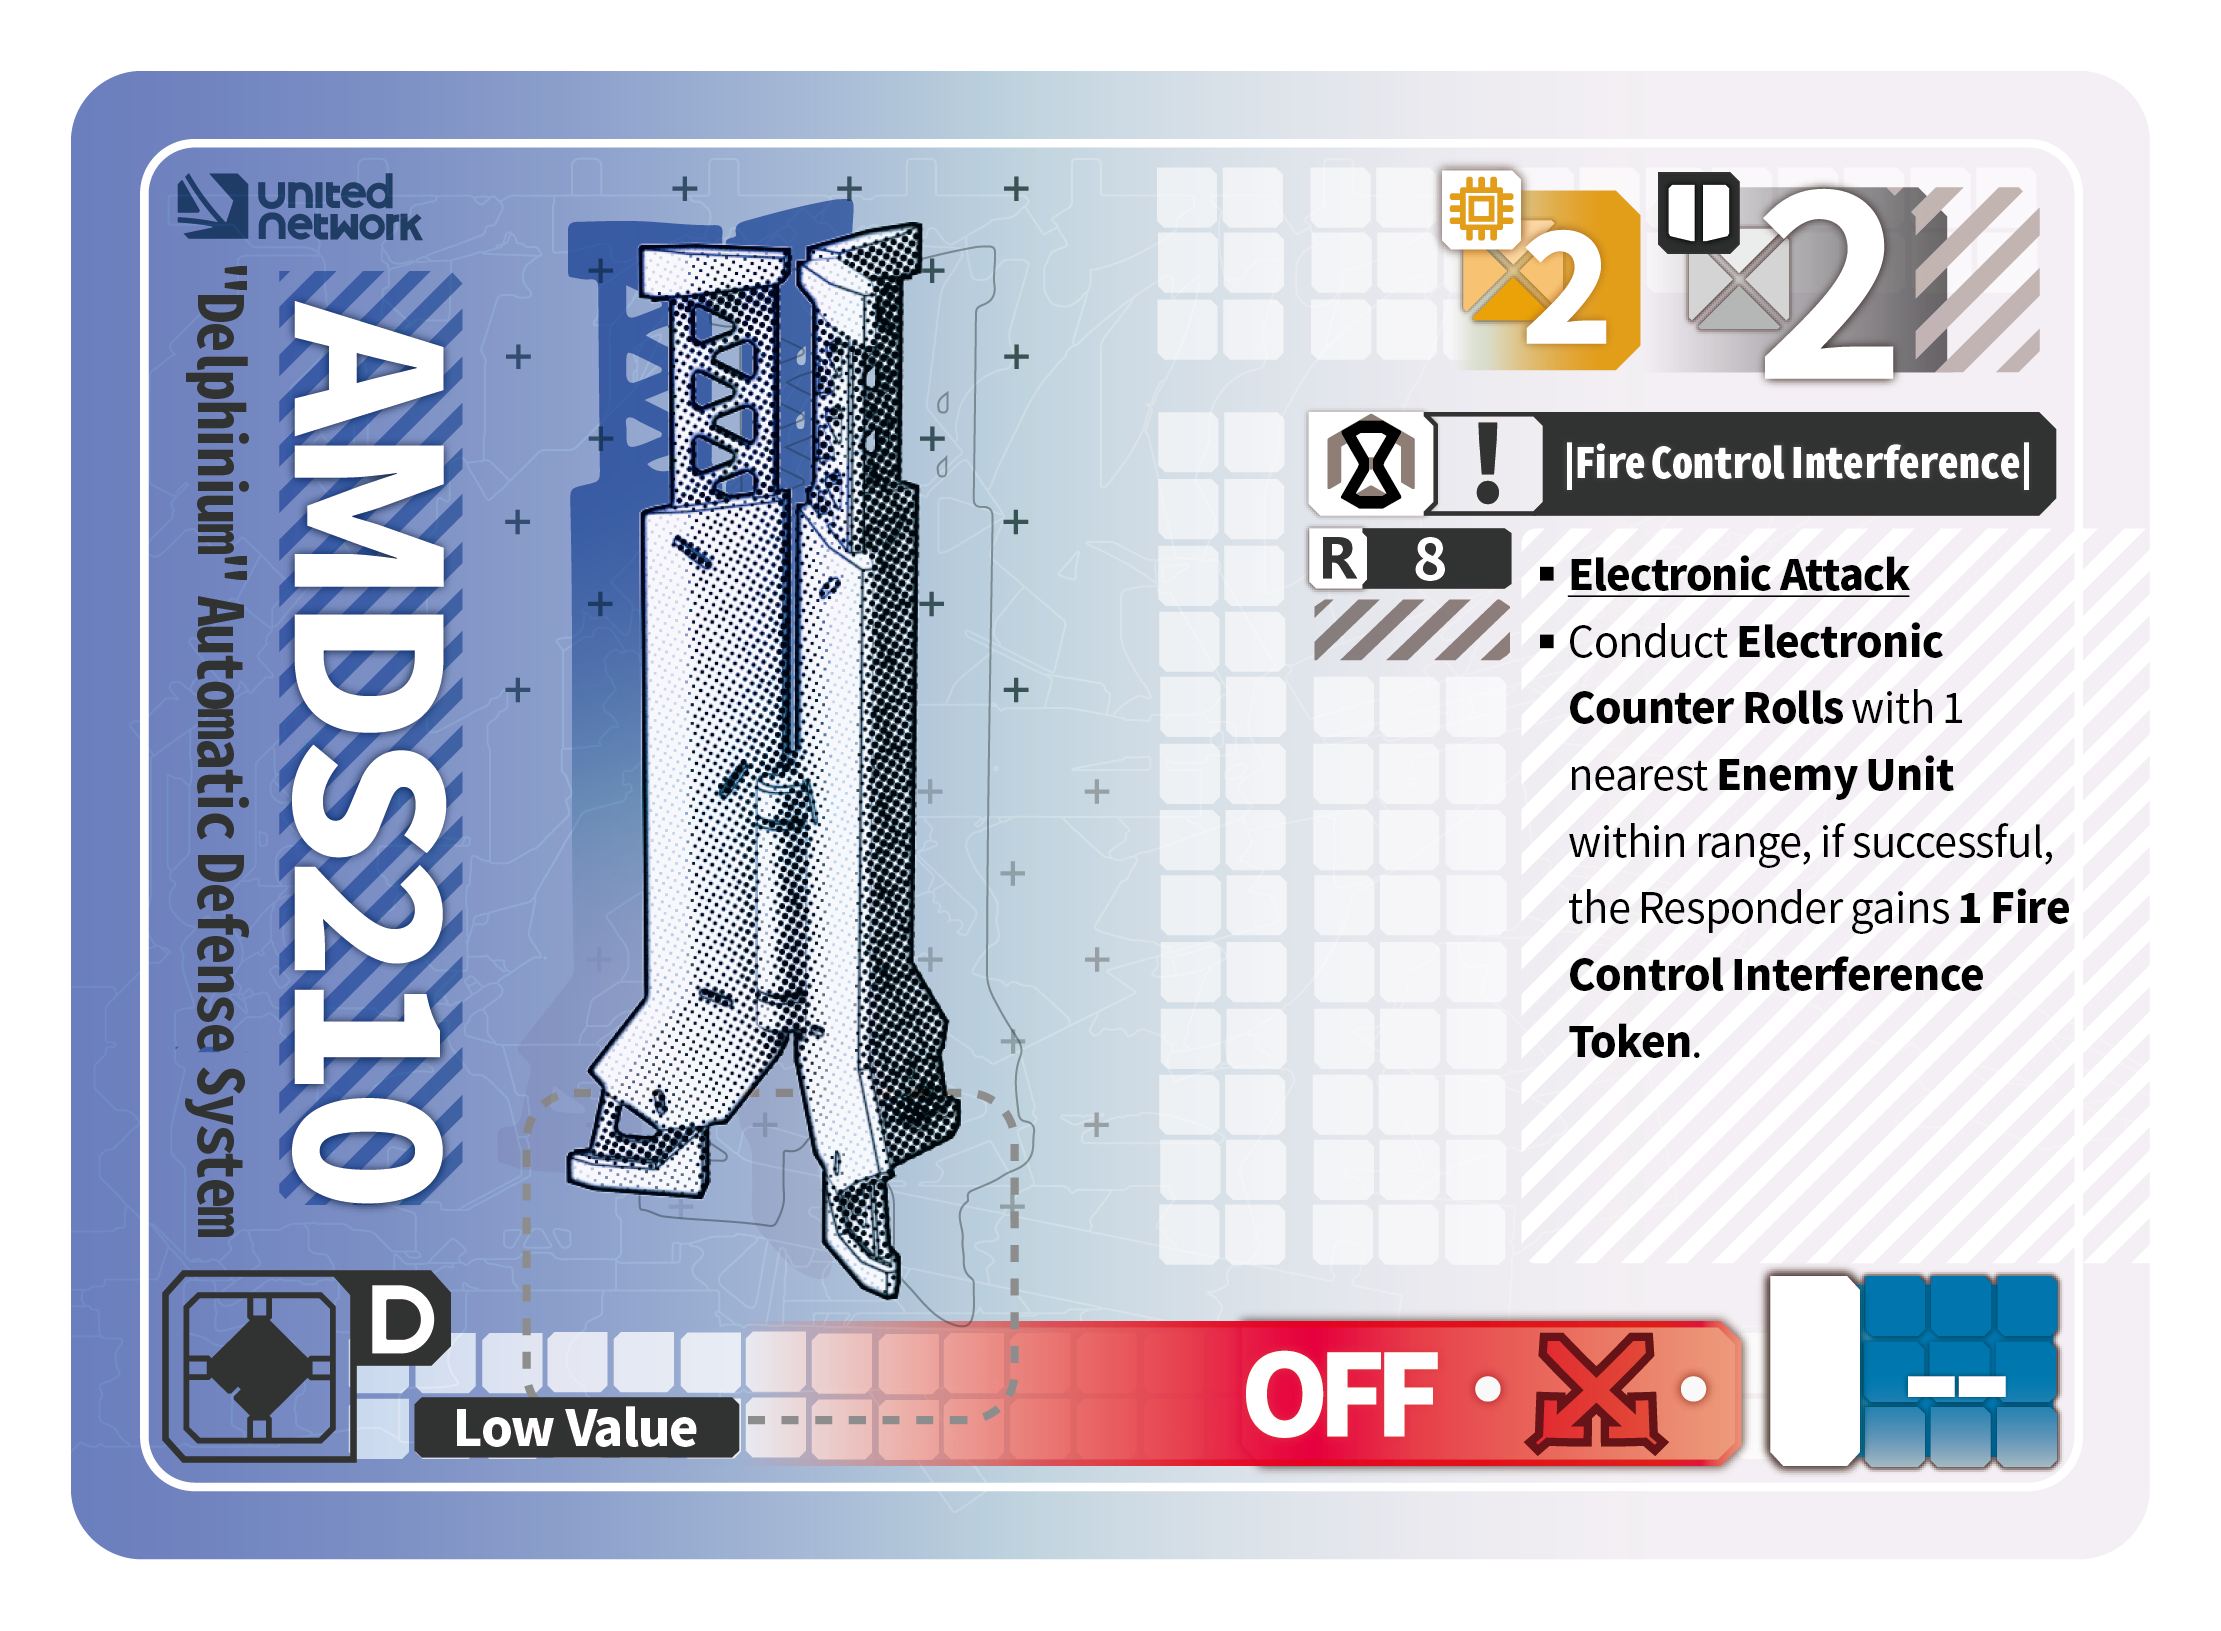 UNITED
NETWORK
"Delphinium" Automatic Defense System
AMDS210
2
2
! |Fire Control Interference|
R 8
▪ Electronic Attack
▪ Conduct Electronic
Counter Rolls with 1
nearest Enemy Unit
within range, if successful,
the Responder gains 1 Fire
Control Interference
Token.
D
Low Value
OFF
--